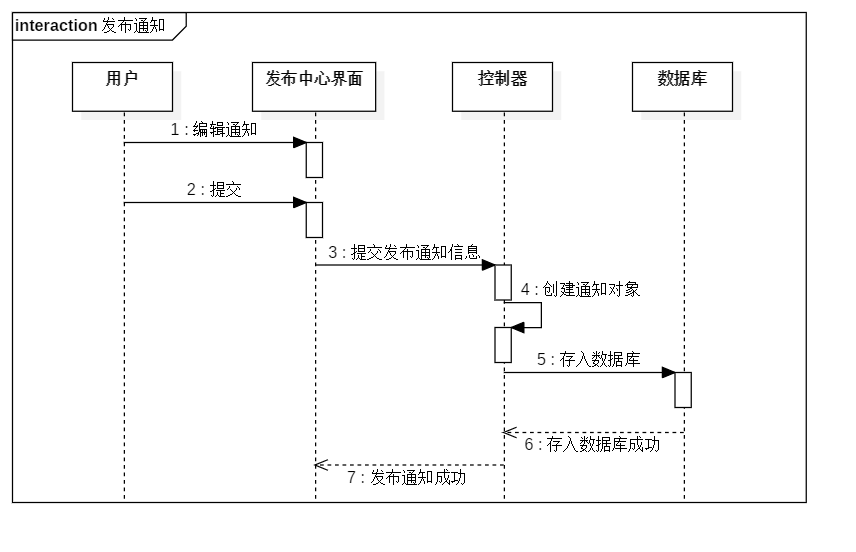 interaction 发布通知
用户
发布中心界面
控制器
数据库
1 : 编辑通知
2 : 提交
3 : 提交发布通知信息
4 : 创建通知对象
5 : 存入数据库
6 : 存入数据库成功
7 : 发布通知成功